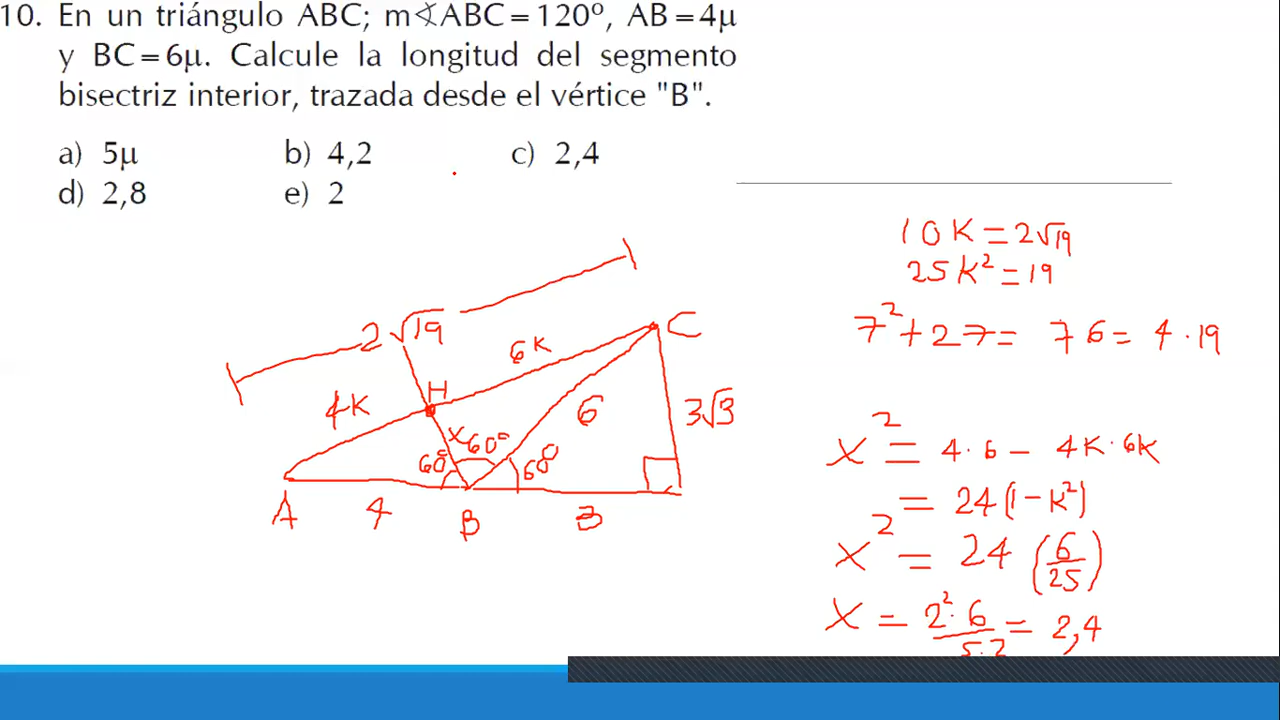 10. En un triángulo ABC; m∢ABC=120º, AB=4μ
y BC=6μ. Calcule la longitud del segmento
bisectriz interior, trazada desde el vértice "B".
a) 5μ b) 4,2 c) 2,4
d) 2,8 e) 2
10K=2√19
25K²=19
7²+27= 76= 4·19
2√19
C
6K
H
4K
6
3√3
x
60°
60°
60°
A
4
B
3
x²= 4·6 - 4K·6K
= 24(1-K²)
x² = 24 (6/25)
x = 2²·6/5·2 = 2,4